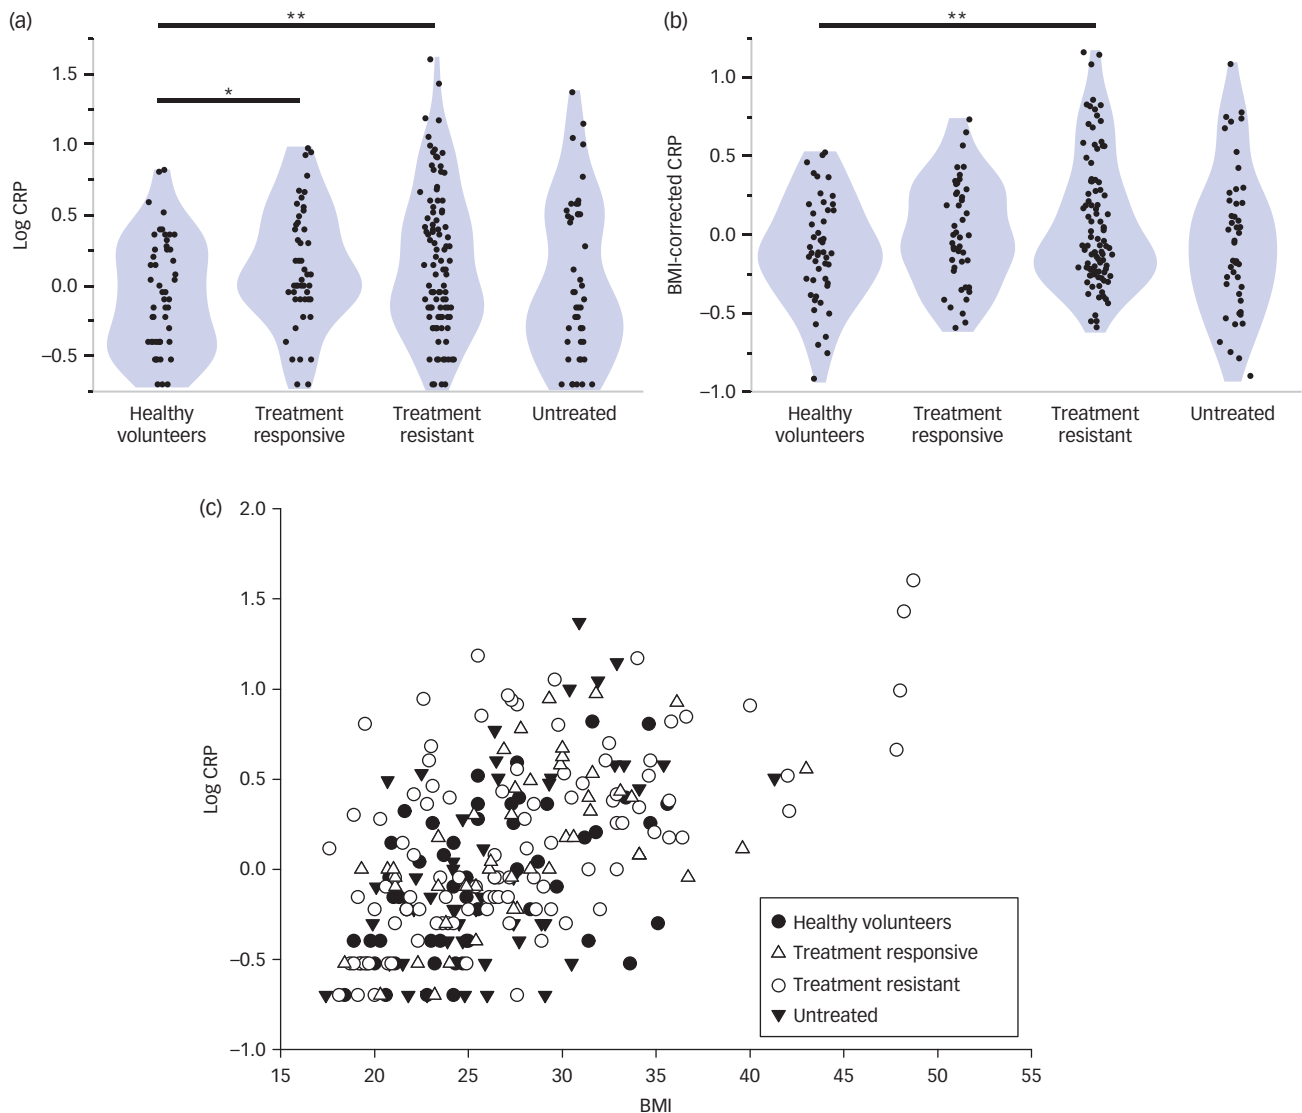 (a)
**
*
1.5
1.0
0.5
0.0
–0.5
Log CRP
Healthy volunteers
Treatment responsive
Treatment resistant
Untreated
(b)
**
1.0
0.5
0.0
–0.5
–1.0
BMI-corrected CRP
Healthy volunteers
Treatment responsive
Treatment resistant
Untreated
(c)
2.0
1.5
1.0
0.5
0.0
–0.5
–1.0
Log CRP
Healthy volunteers
Treatment responsive
Treatment resistant
Untreated
15 20 25 30 35 40 45 50 55
BMI